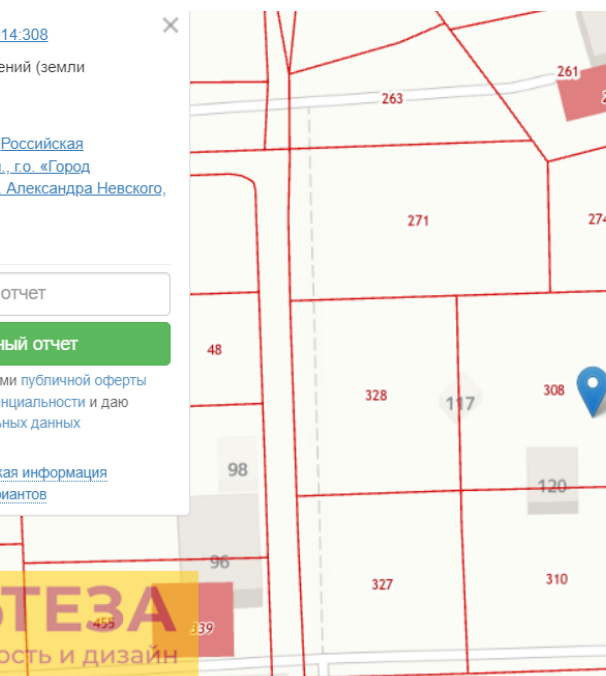 14:308
ений (земли
Российская
., г.о. «Город
. Александра Невского,
отчет
ный отчет
ми публичной оферты
нциальности и даю
ьных данных
кая информация
риантов
261
263
271
274
48
328
117
308
98
120
96
327
310
455
339
ТЕЗА
ость и дизайн